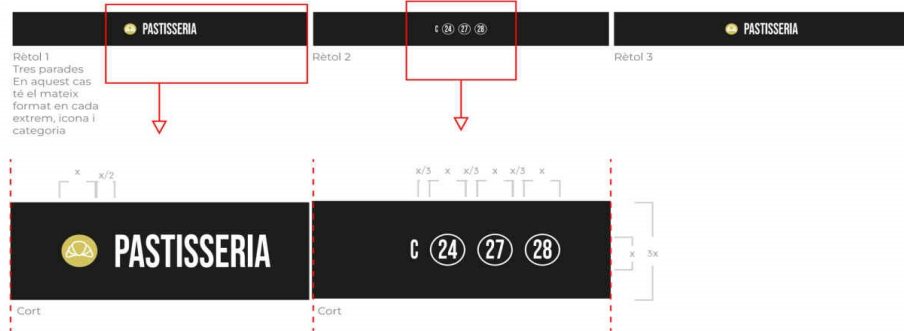 PASTISSERIA
C 24 27 28
PASTISSERIA
Rètol 1
Tres parades
En aquest cas
té el mateix
format en cada
extrem, icona i
categoria
Rètol 2
Rètol 3
x x/2
x/3 x x/3 x x/3 x
PASTISSERIA
C 24 27 28
x 3x
Cort
Cort